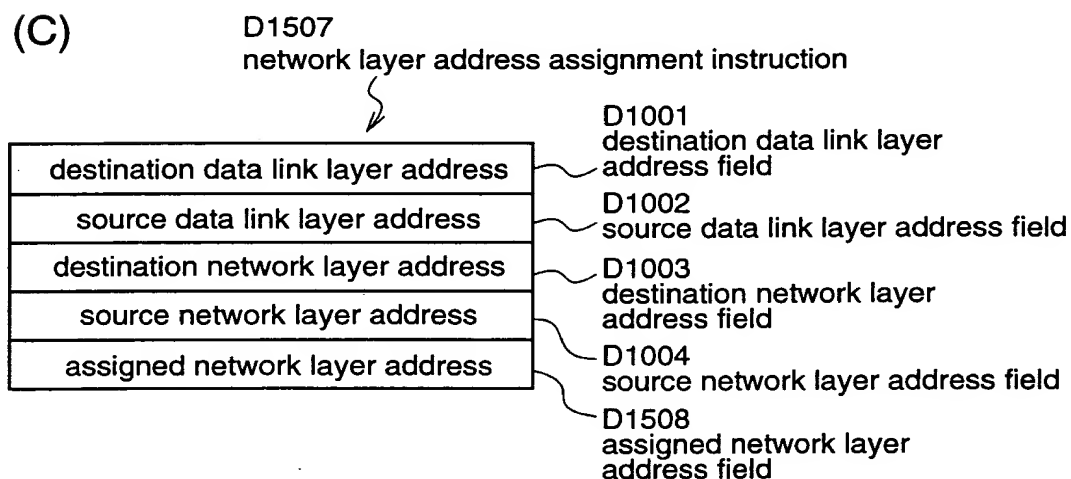 (C)
D1507
network layer address assignment instruction
destination data link layer address
source data link layer address
destination network layer address
source network layer address
assigned network layer address
D1001
destination data link layer
address field
D1002
source data link layer address field
D1003
destination network layer
address field
D1004
source network layer address field
D1508
assigned network layer
address field